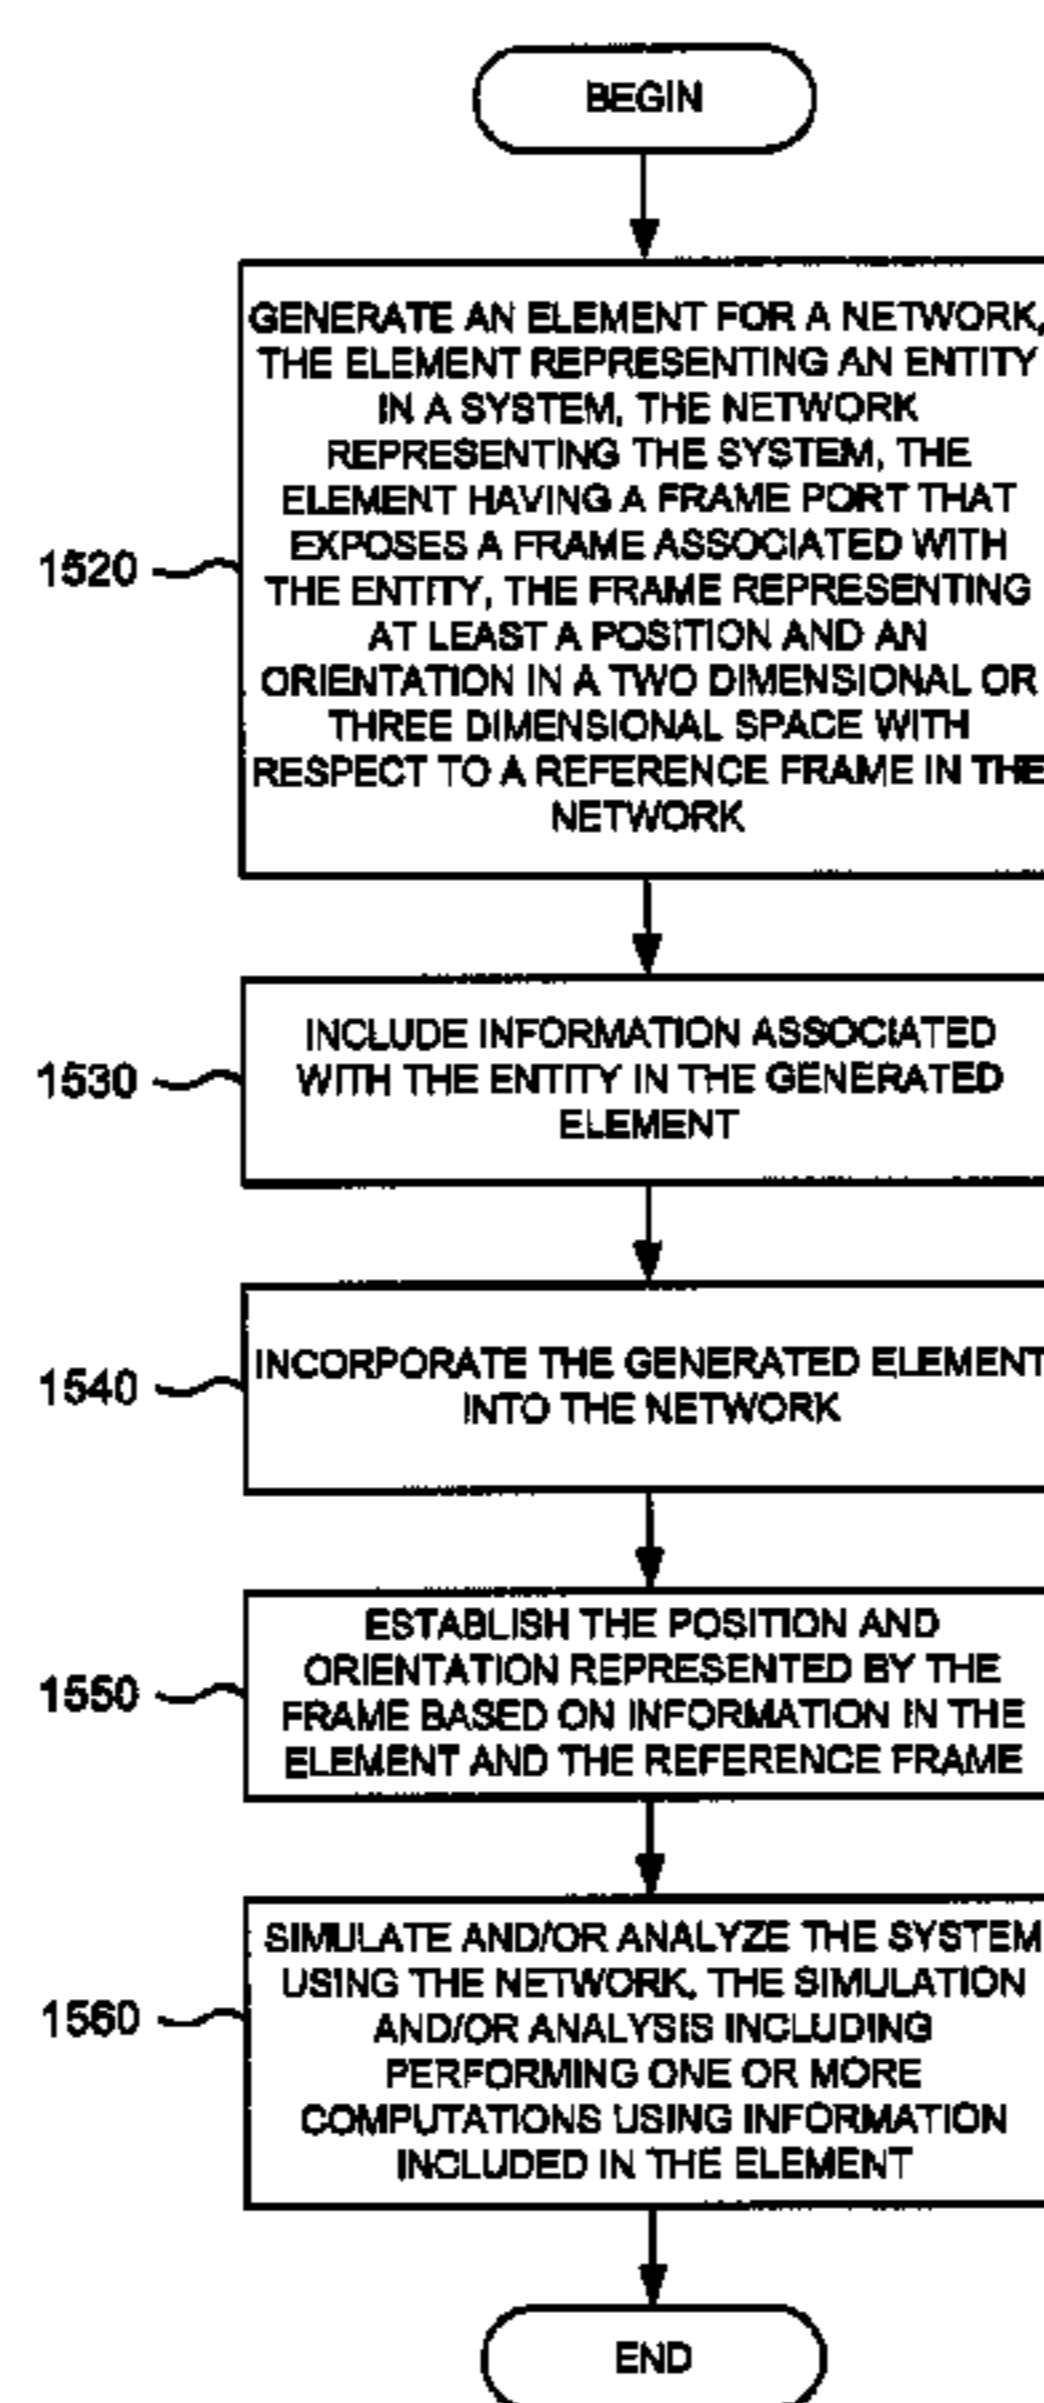 BEGIN
GENERATE AN ELEMENT FOR A NETWORK,
THE ELEMENT REPRESENTING AN ENTITY
IN A SYSTEM, THE NETWORK
REPRESENTING THE SYSTEM, THE
ELEMENT HAVING A FRAME PORT THAT
EXPOSES A FRAME ASSOCIATED WITH
1520
THE ENTITY, THE FRAME REPRESENTING
AT LEAST A POSITION AND AN
ORIENTATION IN A TWO DIMENSIONAL OR
THREE DIMENSIONAL SPACE WITH
RESPECT TO A REFERENCE FRAME IN THE
NETWORK
INCLUDE INFORMATION ASSOCIATED
1530
WITH THE ENTITY IN THE GENERATED
ELEMENT
1540
INCORPORATE THE GENERATED ELEMENT
INTO THE NETWORK
ESTABLISH THE POSITION AND
ORIENTATION REPRESENTED BY THE
1550
FRAME BASED ON INFORMATION IN THE
ELEMENT AND THE REFERENCE FRAME
SIMULATE AND/OR ANALYZE THE SYSTEM
USING THE NETWORK, THE SIMULATION
1560
AND/OR ANALYSIS INCLUDING
PERFORMING ONE OR MORE
COMPUTATIONS USING INFORMATION
INCLUDED IN THE ELEMENT
END